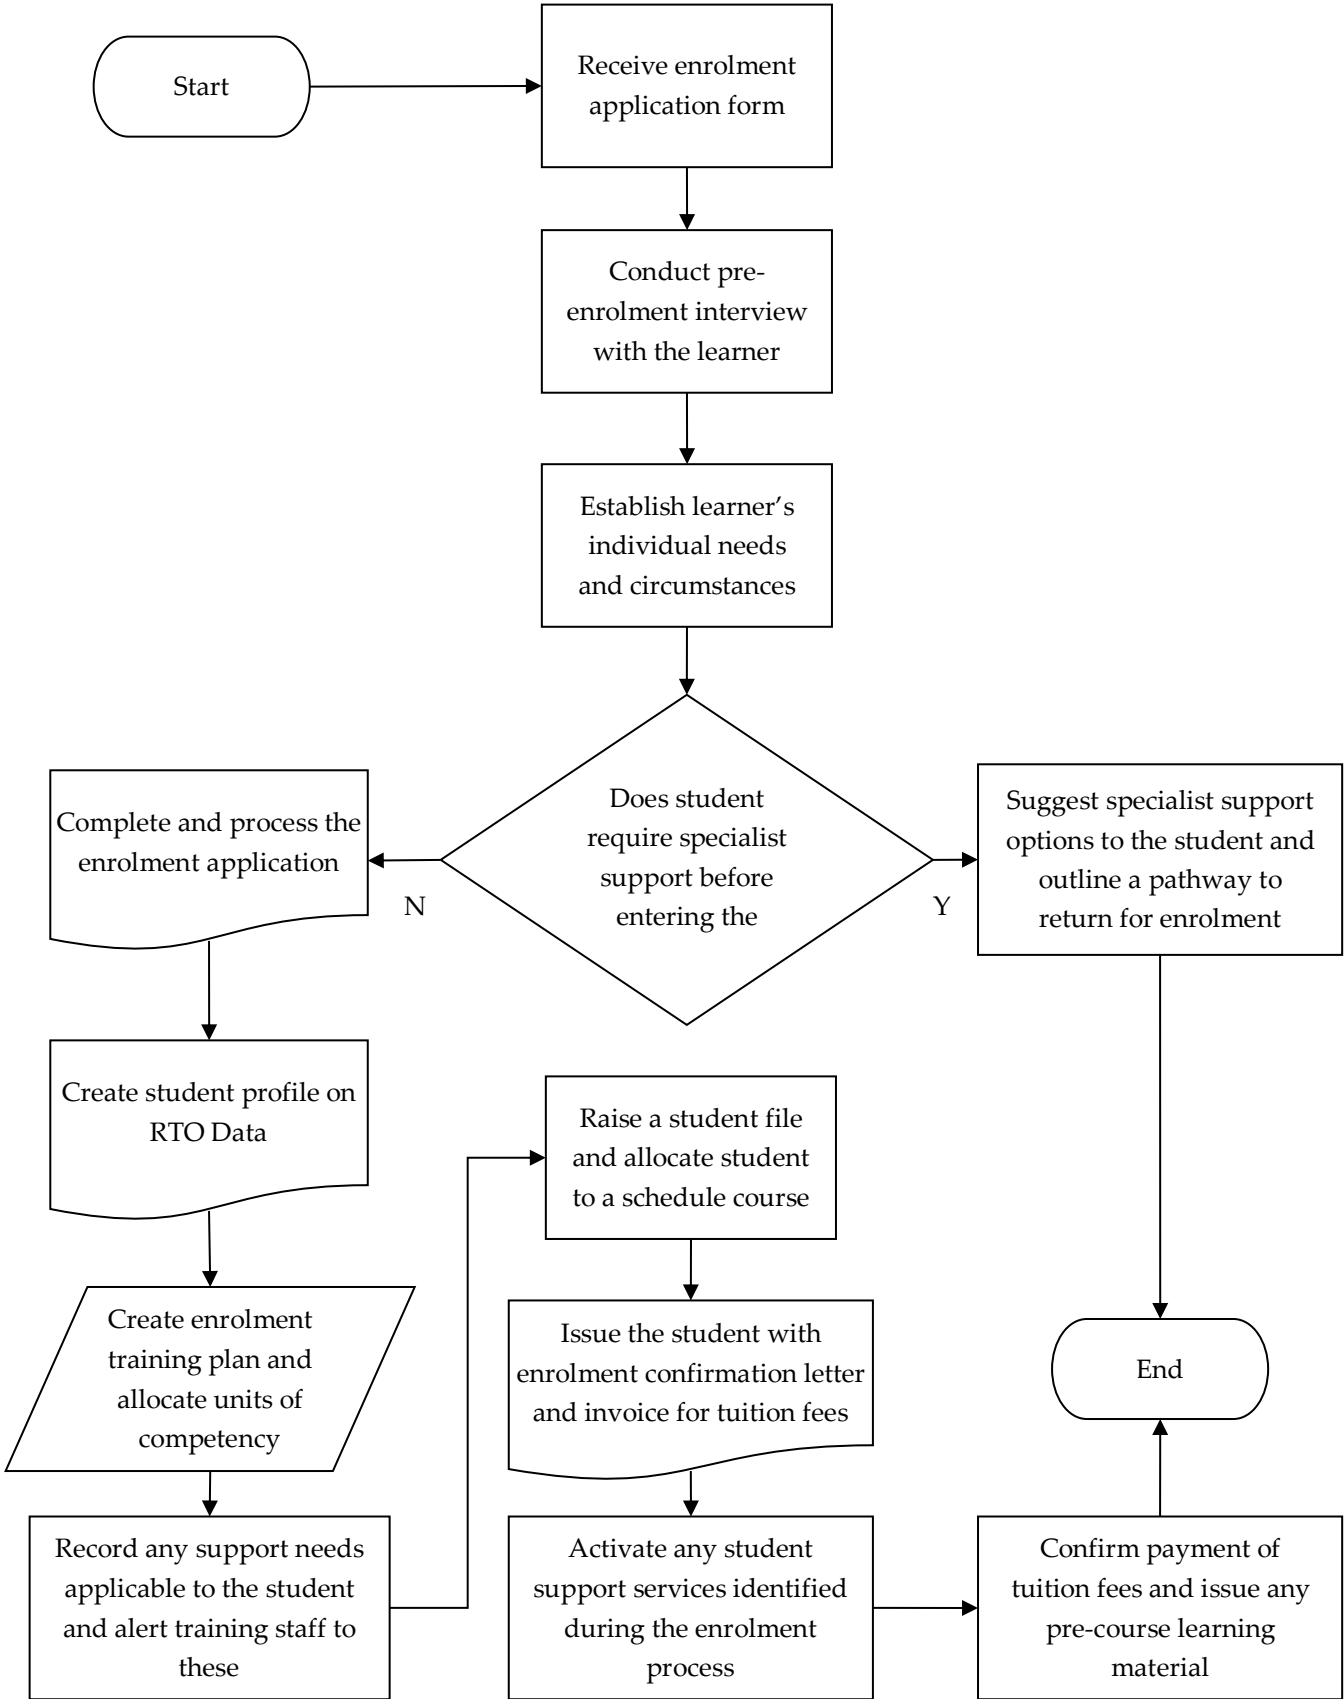 Start
Receive enrolment
application form
Conduct pre-
enrolment interview
with the learner
Establish learner’s
individual needs
and circumstances
Does student
require specialist
support before
entering the
N
Y
Complete and process the
enrolment application
Suggest specialist support
options to the student and
outline a pathway to
return for enrolment
Create student profile on
RTO Data
Create enrolment
training plan and
allocate units of
competency
Record any support needs
applicable to the student
and alert training staff to
these
Raise a student file
and allocate student
to a schedule course
Issue the student with
enrolment confirmation letter
and invoice for tuition fees
Activate any student
support services identified
during the enrolment
process
Confirm payment of
tuition fees and issue any
pre-course learning
material
End